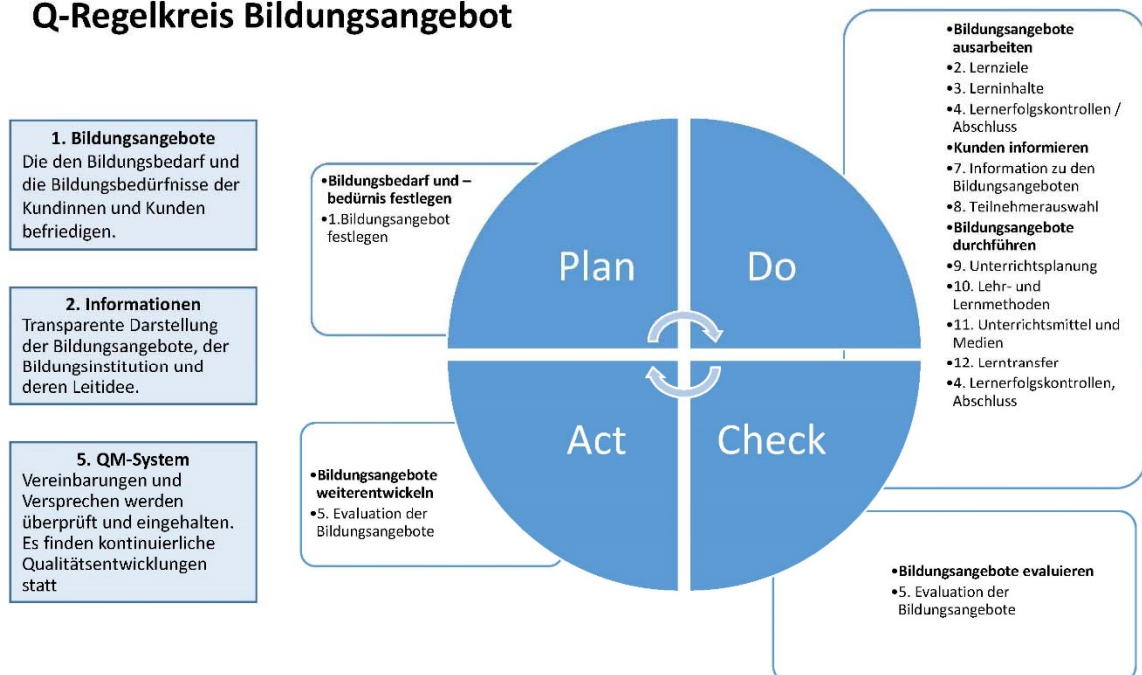 Q-Regelkreis Bildungsangebot
1. Bildungsangebote
Die den Bildungsbedarf und
die Bildungsbedürfnisse der
Kundinnen und Kunden
befriedigen.
2. Informationen
Transparente Darstellung
der Bildungsangebote, der
Bildungsinstitution und
deren Leitidee.
5. QM-System
Vereinbarungen und
Versprechen werden
überprüft und eingehalten.
Es finden kontinuierliche
Qualitätsentwicklungen
statt
•Bildungsbedarf und –
bedürnis festlegen
•1.Bildungsangebot
festlegen
Plan
Do
•Bildungsangebote
ausarbeiten
•2. Lernziele
•3. Lerninhalte
•4. Lernerfolgskontrollen /
Abschluss
•Kunden informieren
•7. Information zu den
Bildungsangeboten
•8. Teilnehmerauswahl
•Bildungsangebote
durchführen
•9. Unterrichtsplanung
•10. Lehr- und
Lernmethoden
•11. Unterrichtsmittel und
Medien
•12. Lerntransfer
•4. Lernerfolgskontrollen,
Abschluss
Act
Check
•Bildungsangebote
weiterentwickeln
•5. Evaluation der
Bildungsangebote
•Bildungsangebote evaluieren
•5. Evaluation der
Bildungsangebote